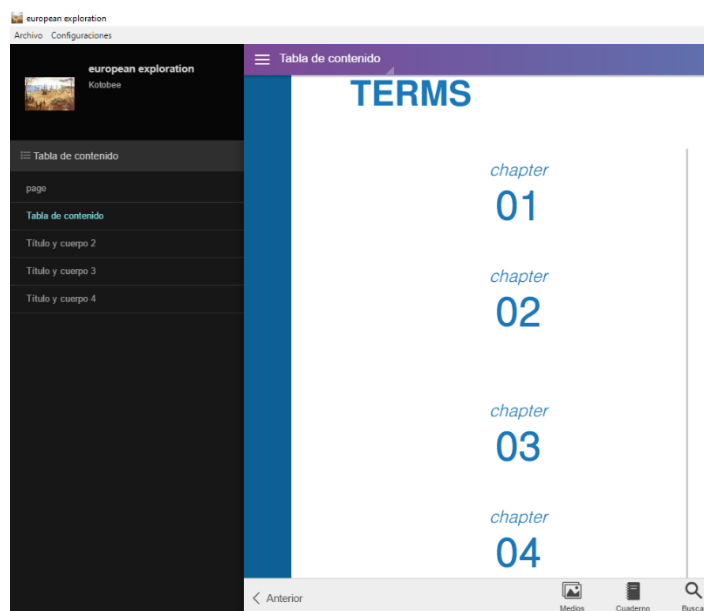 european exploration
Archivo Configuraciones
european exploration
Kotobee
Tabla de contenido
page
Tabla de contenido
Título y cuerpo 2
Título y cuerpo 3
Título y cuerpo 4
Tabla de contenido
TERMS
chapter
01
chapter
02
chapter
03
chapter
04
Anterior
Medios Cuaderno Busca